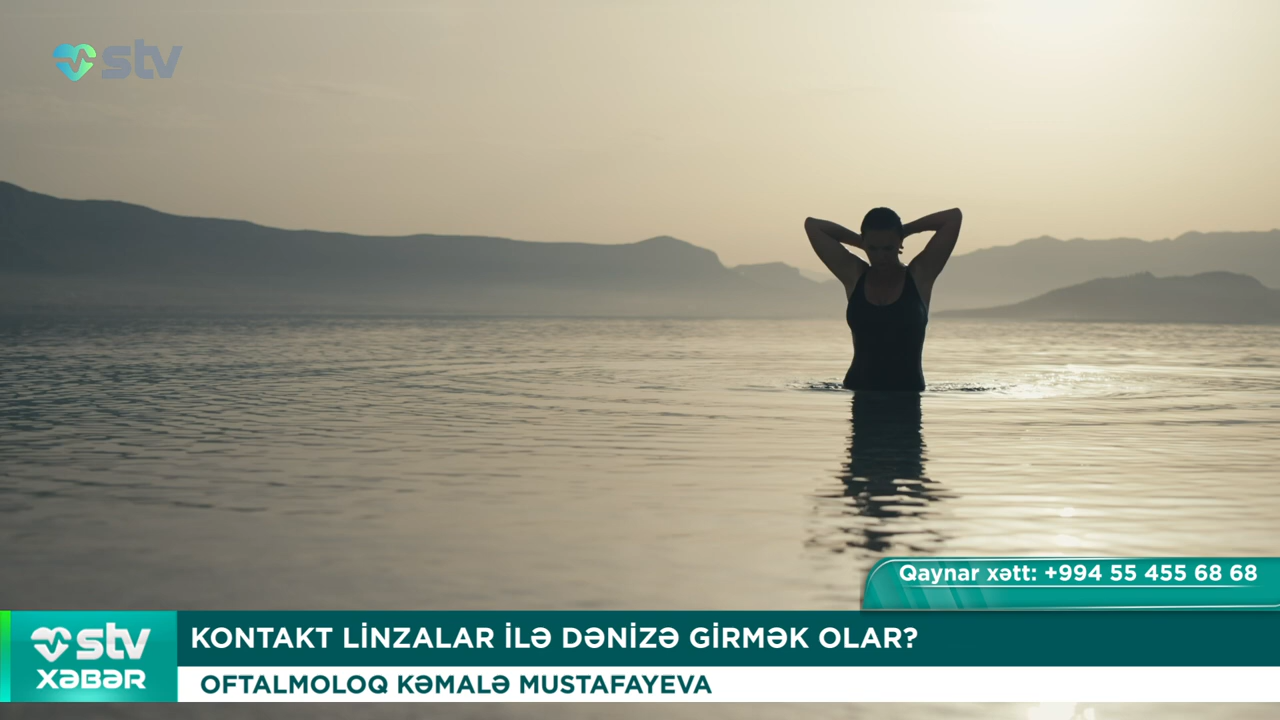 stv
Qaynar xətt: +994 55 455 68 68
stv
XƏBƏR
KONTAKT LİNZALAR İLƏ DƏNİZƏ GİRMƏK OLAR?
OFTALMOLOQ KƏMALƏ MUSTAFAYEVA